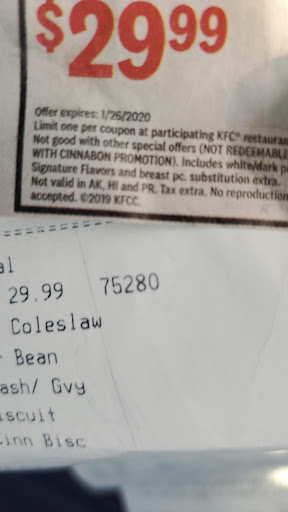 $29.99
Offer expires: 1/26/2020
Limit one per coupon at participating KFC® restauran
Not good with other special offers (NOT REDEEMABLE
WITH CINNABON PROMOTION). Includes white/dark p
Signature Flavors and breast pc. substitution extra.
Not valid in AK, HI and PR. Tax extra. No reproduction
accepted. ©2019 KFCC.
al
29.99 75280
Coleslaw
Bean
ash/ Gvy
iscuit
inn Bisc